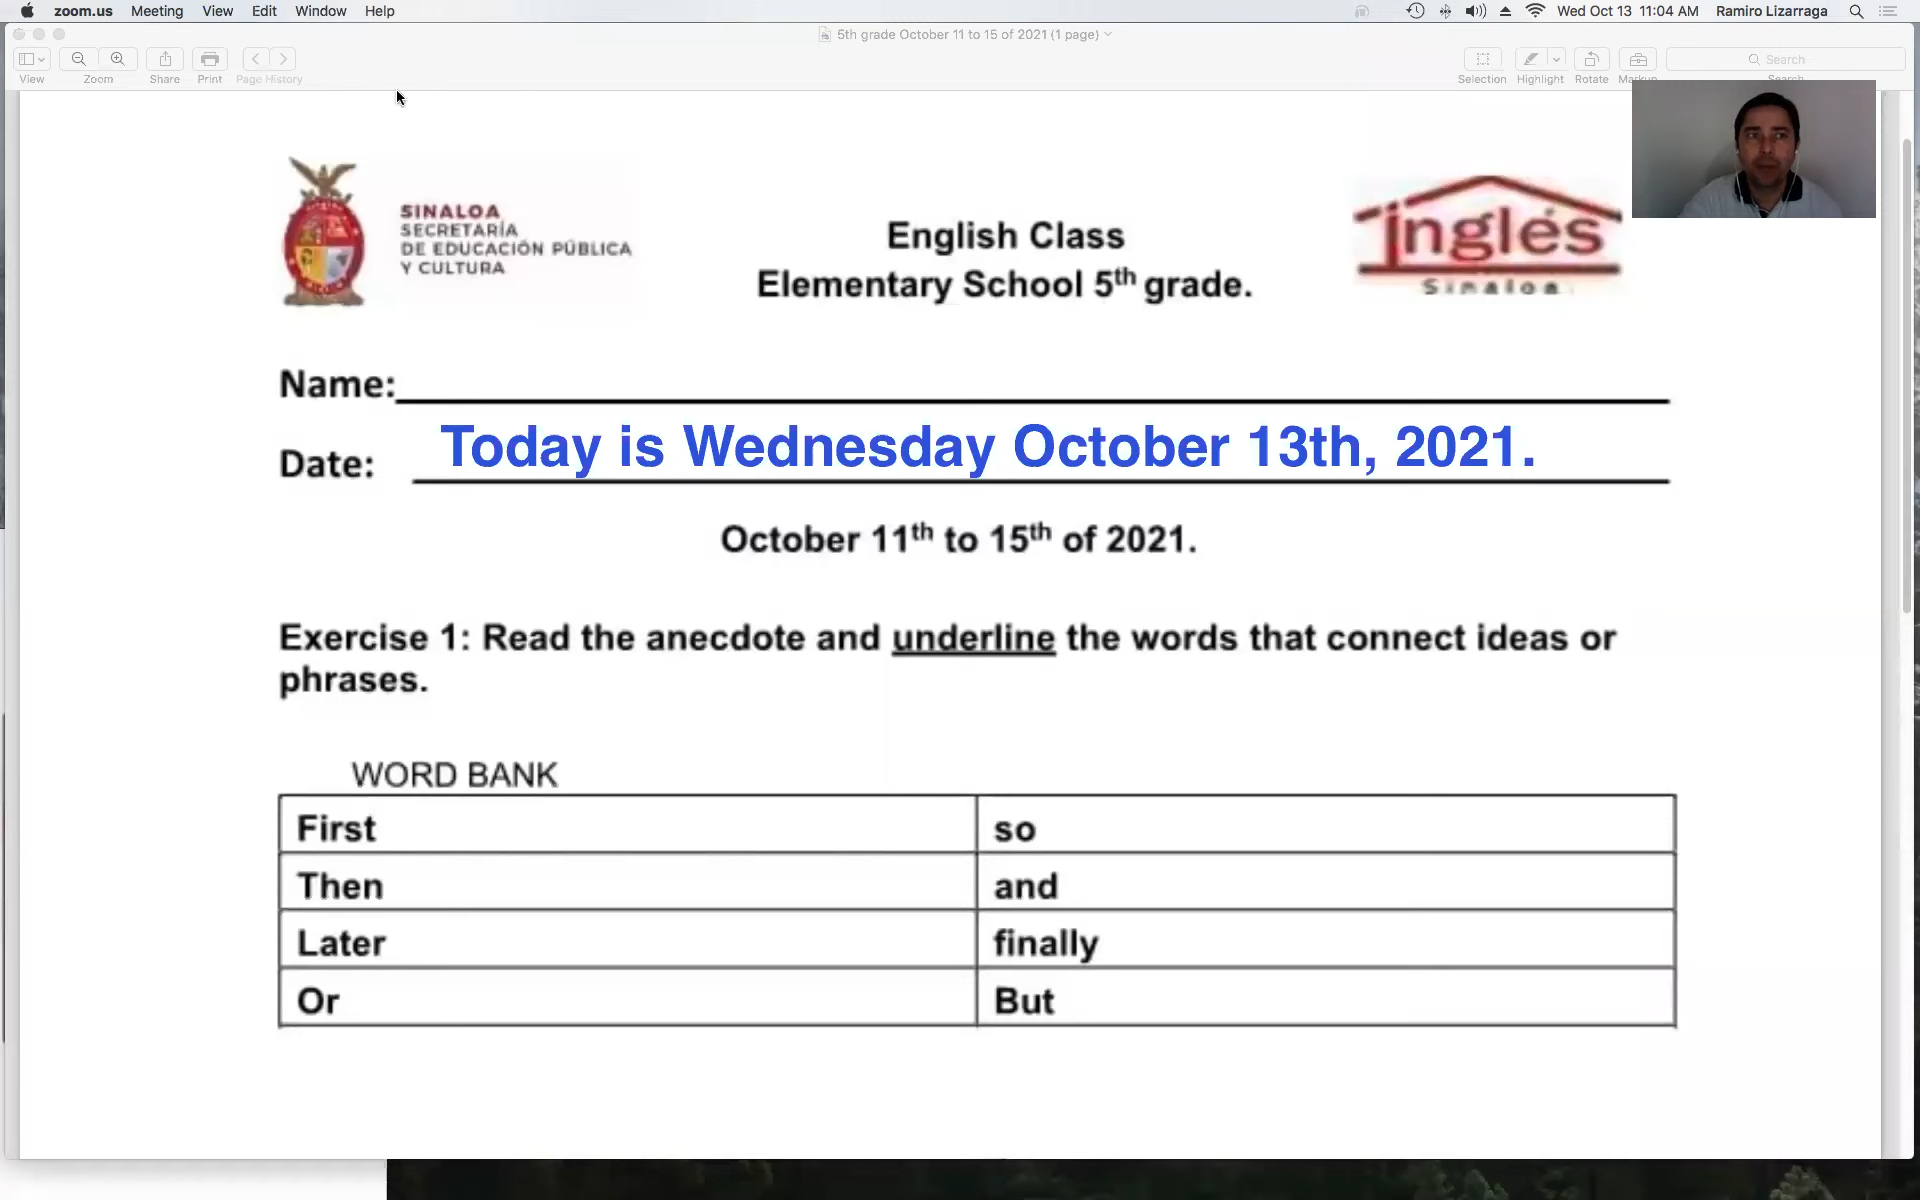 zoom.us Meeting View Edit Window Help
Wed Oct 13 11:04 AM Ramiro Lizarraga
5th grade October 11 to 15 of 2021 (1 page)
View Zoom Share Print Page History
Selection Highlight Rotate Markup Search
Search
SINALOA
SECRETARÍA
DE EDUCACIÓN PÚBLICA
Y CULTURA
English Class
Elementary School 5th grade.
inglés
Sinaloa.
Name:
Date: Today is Wednesday October 13th, 2021.
October 11th to 15th of 2021.
Exercise 1: Read the anecdote and underline the words that connect ideas or
phrases.
WORD BANK
First so
Then and
Later finally
Or But